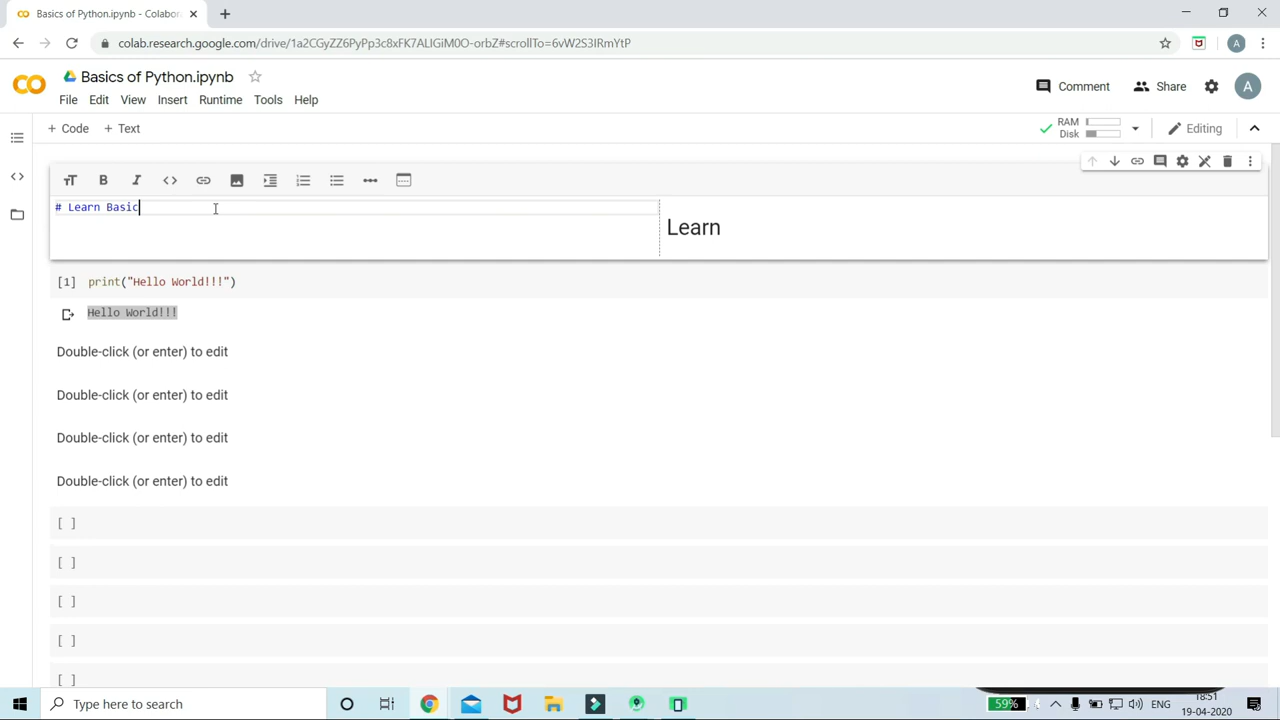 Basics of Python.ipynb - Colabora
colab.research.google.com/drive/1a2CGyZZ6PyPp3c8xFK7ALIGiM0O-orbZ#scrollTo=6vW2S3IRmYtP
A
Basics of Python.ipynb
Comment
Share
A
File Edit View Insert Runtime Tools Help
+ Code + Text
RAM
Disk
Editing
# Learn Basic
Learn
[1] print("Hello World!!!")
Hello World!!!
Double-click (or enter) to edit
Double-click (or enter) to edit
Double-click (or enter) to edit
Double-click (or enter) to edit
[ ]
[ ]
[ ]
[ ]
[ ]
Type here to search
59%
ENG
18:51
19-04-2020